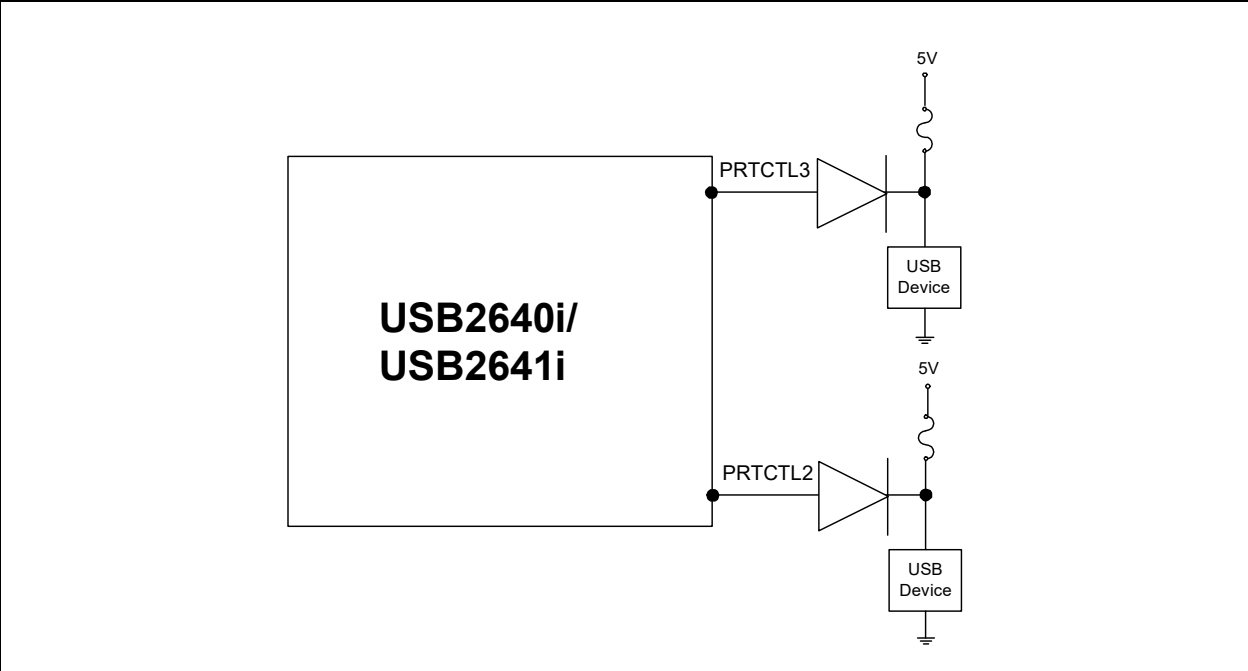 5V
PRTCTL3
USB
Device
USB2640i/
USB2641i
5V
PRTCTL2
USB
Device